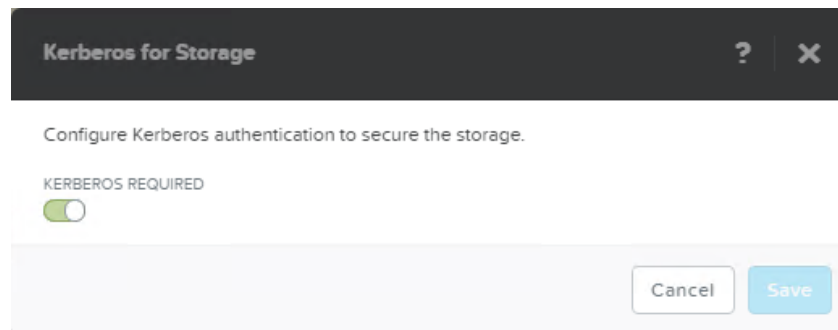 Kerberos for Storage ?
Configure Kerberos authentication to secure the storage.
KERBEROS REQUIRED
Cancel Save